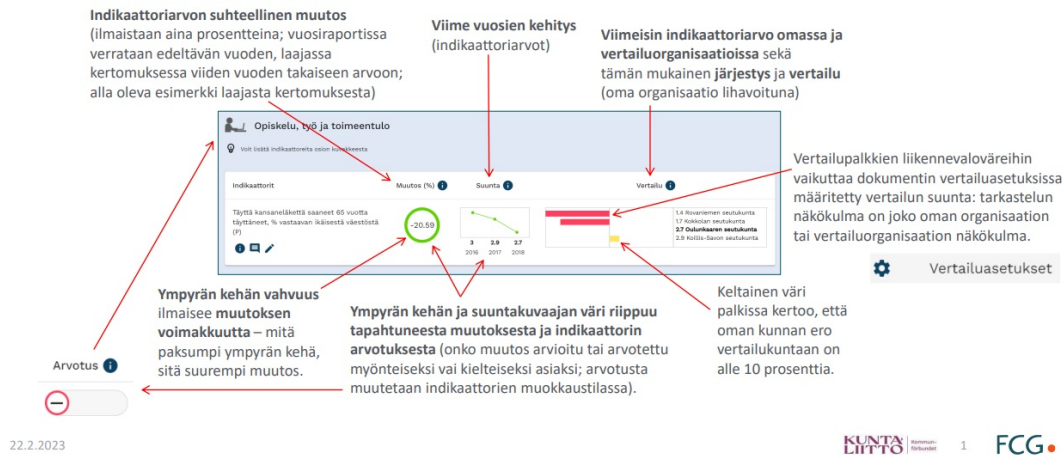 Indikaattoriarvon suhteellinen muutos
(ilmaistaan aina prosentteina; vuosiraportissa
verrataan edeltävän vuoden, laajassa
kertomuksessa viiden vuoden takaiseen arvoon;
alla oleva esimerkki laajasta kertomuksesta)
Viime vuosien kehitys
(indikaattoriarvot)
Viimeisin indikaattoriarvo omassa ja
vertailuorganisaatioissa sekä
tämän mukainen järjestys ja vertailu
(oma organisaatio lihavoituna)
Opiskelu, työ ja toimeentulo
Voit lisätä indikaattoreita osion kuvakkeesta
Indikaattorit
Muutos (%)
Suunta
Vertailu
Täyttä kansaneläkettä saaneet 65 vuotta
täyttäneet, % vastaavan ikäisestä väestöstä
(P)
-20.59
3 2.9 2.7
2016 2017 2018
1.4 Rovaniemen seutukunta
1.7 Kokkolan seutukunta
2.7 Oulunkaaren seutukunta
2.9 Koillis-Savon seutukunta
Vertailupalkkien liikennevaloväreihin
vaikuttaa dokumentin vertailuasetuksissa
määritetty vertailun suunta: tarkastelun
näkökulma on joko oman organisaation
tai vertailuorganisaation näkökulma.
Vertailuasetukset
Ympyrän kehän vahvuus
ilmaisee muutoksen
voimakkuutta – mitä
paksumpi ympyrän kehä,
sitä suurempi muutos.
Ympyrän kehän ja suuntakuvaajan väri riippuu
tapahtuneesta muutoksesta ja indikaattorin
arvotuksesta (onko muutos arvioitu tai arvotettu
myönteiseksi vai kielteiseksi asiaksi; arvotusta
muutetaan indikaattorien muokkaustilassa).
Keltainen väri
palkissa kertoo, että
oman kunnan ero
vertailukuntaan on
alle 10 prosenttia.
Arvotus
22.2.2023
KUNTA
LIITTO
Kommun-
förbundet
1
FCG